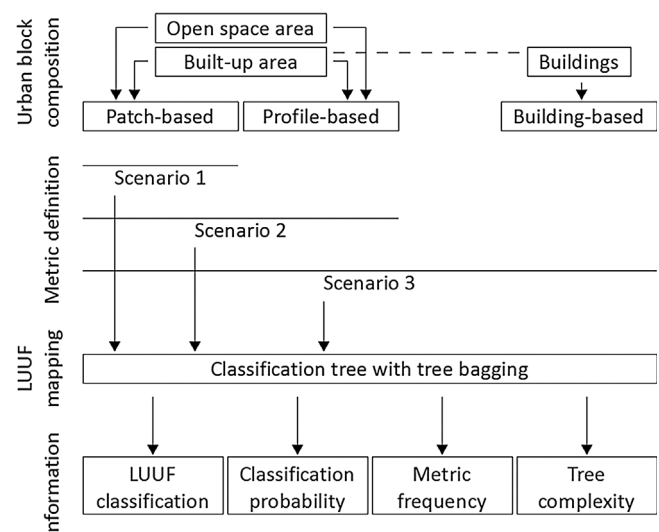 Urban block
composition
Open space area
Built-up area
Buildings
Patch-based
Profile-based
Building-based
Metric definition
Scenario 1
Scenario 2
Scenario 3
LUUF
mapping
Classification tree with tree bagging
nformation
LUUF
classification
Classification
probability
Metric
frequency
Tree
complexity